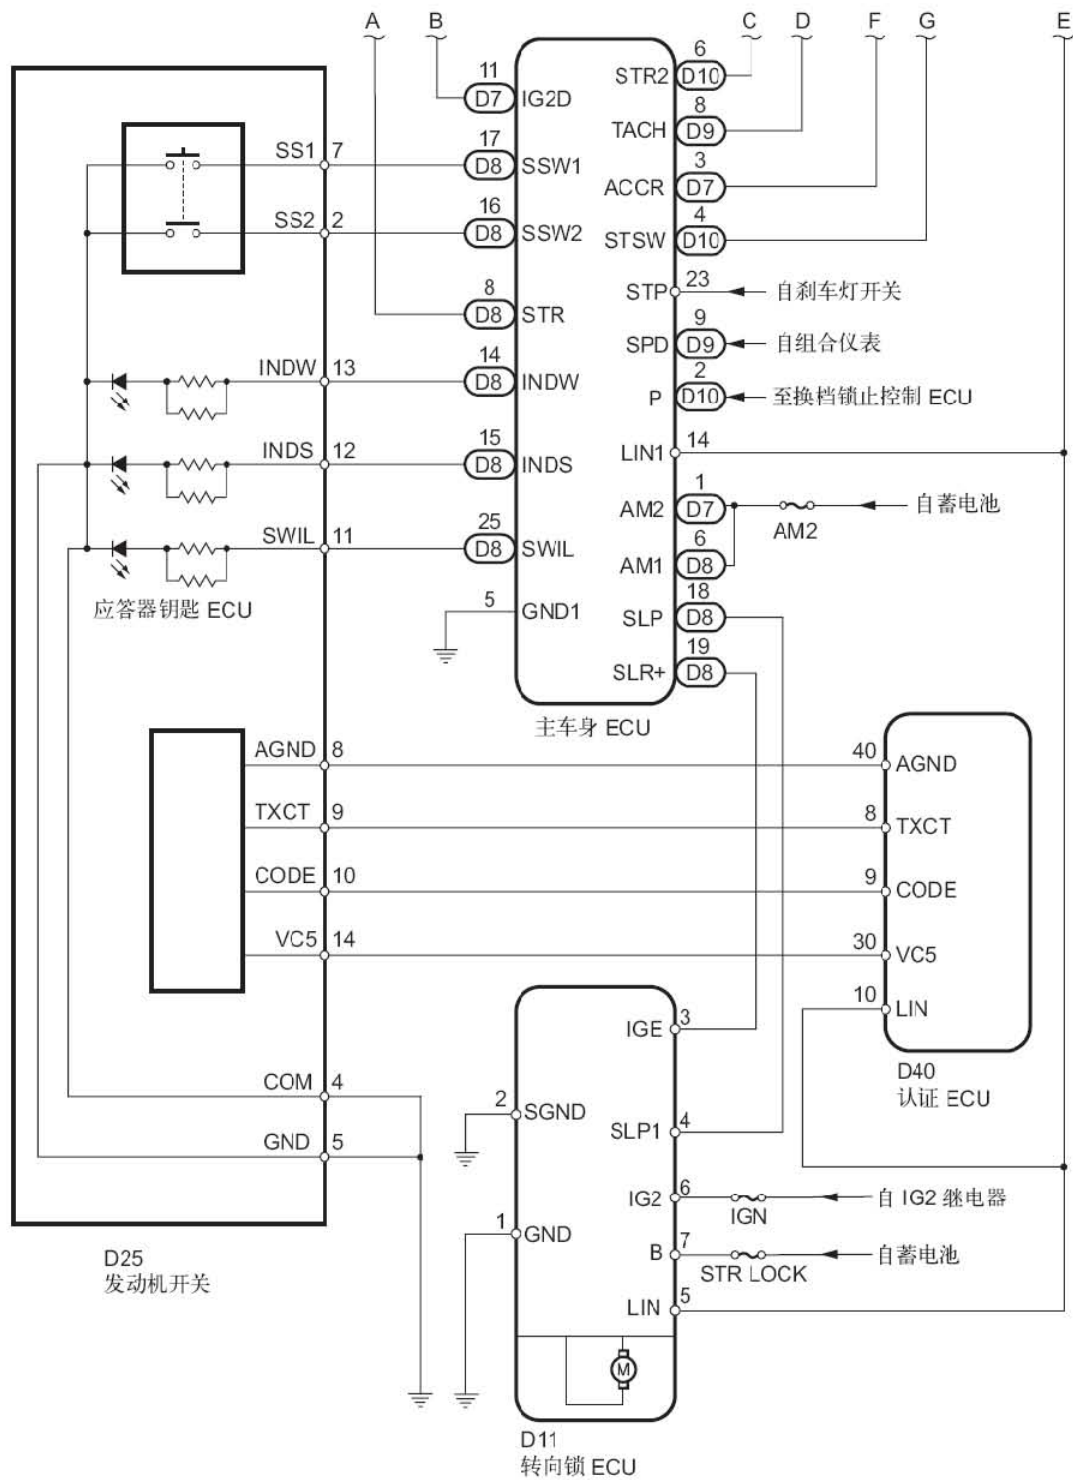 A B C D F G E
11 D7 IG2D
17 D8 SSW1
16 D8 SSW2
8 D8 STR
14 D8 INDW
15 D8 INDS
25 D8 SWIL
5 GND1
STR2 6 D10
TACH 8 D9
ACCR 3 D7
STSW 4 D10
STP 23 自刹车灯开关
SPD 9 D9 自组合仪表
P 2 D10 至换档锁止控制 ECU
LIN1 14
AM2 1 D7 AM2 自蓄电池
AM1 6 D8
SLP 18 D8
SLR+ 19 D8
主车身 ECU
SS1 7
SS2 2
INDW 13
INDS 12
SWIL 11
应答器钥匙 ECU
AGND 8
TXCT 9
CODE 10
VC5 14
COM 4
GND 5
D25
发动机开关
40 AGND
8 TXCT
9 CODE
30 VC5
10 LIN
D40
认证 ECU
2 SGND
1 GND
IGE 3
SLP1 4
IG2 6 IGN 自 IG2 继电器
B 7 STR LOCK 自蓄电池
LIN 5
M
D11
转向锁 ECU